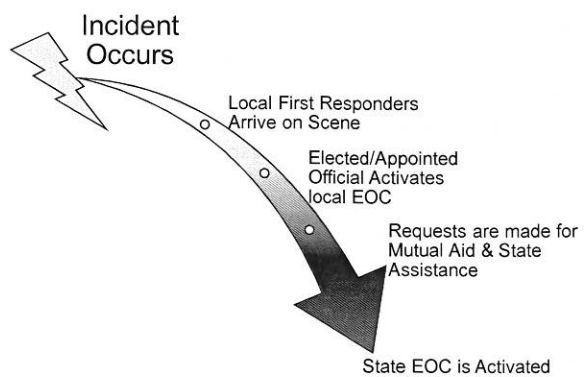 Incident
Occurs
Local First Responders
Arrive on Scene
Elected/Appointed
Official Activates
local EOC
Requests are made for
Mutual Aid & State
Assistance
State EOC is Activated